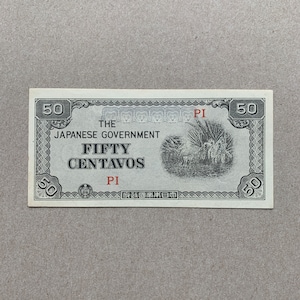 50 PI 50
THE
JAPANESE GOVERNMENT
FIFTY
CENTAVOS
PI
50 50